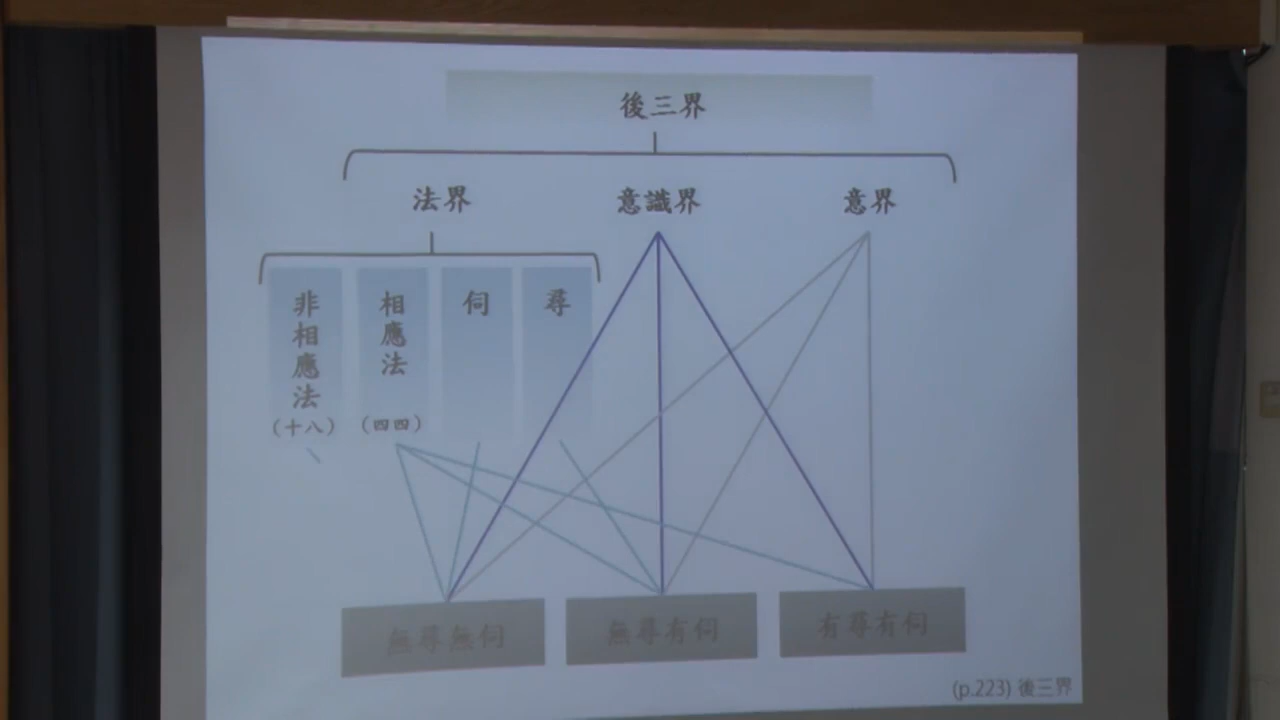 後三界
法界
意識界
意界
非相應法
(十八)
相應法
(四四)
伺
尋
無尋無伺
無尋有伺
有尋有伺
(p.223) 後三界